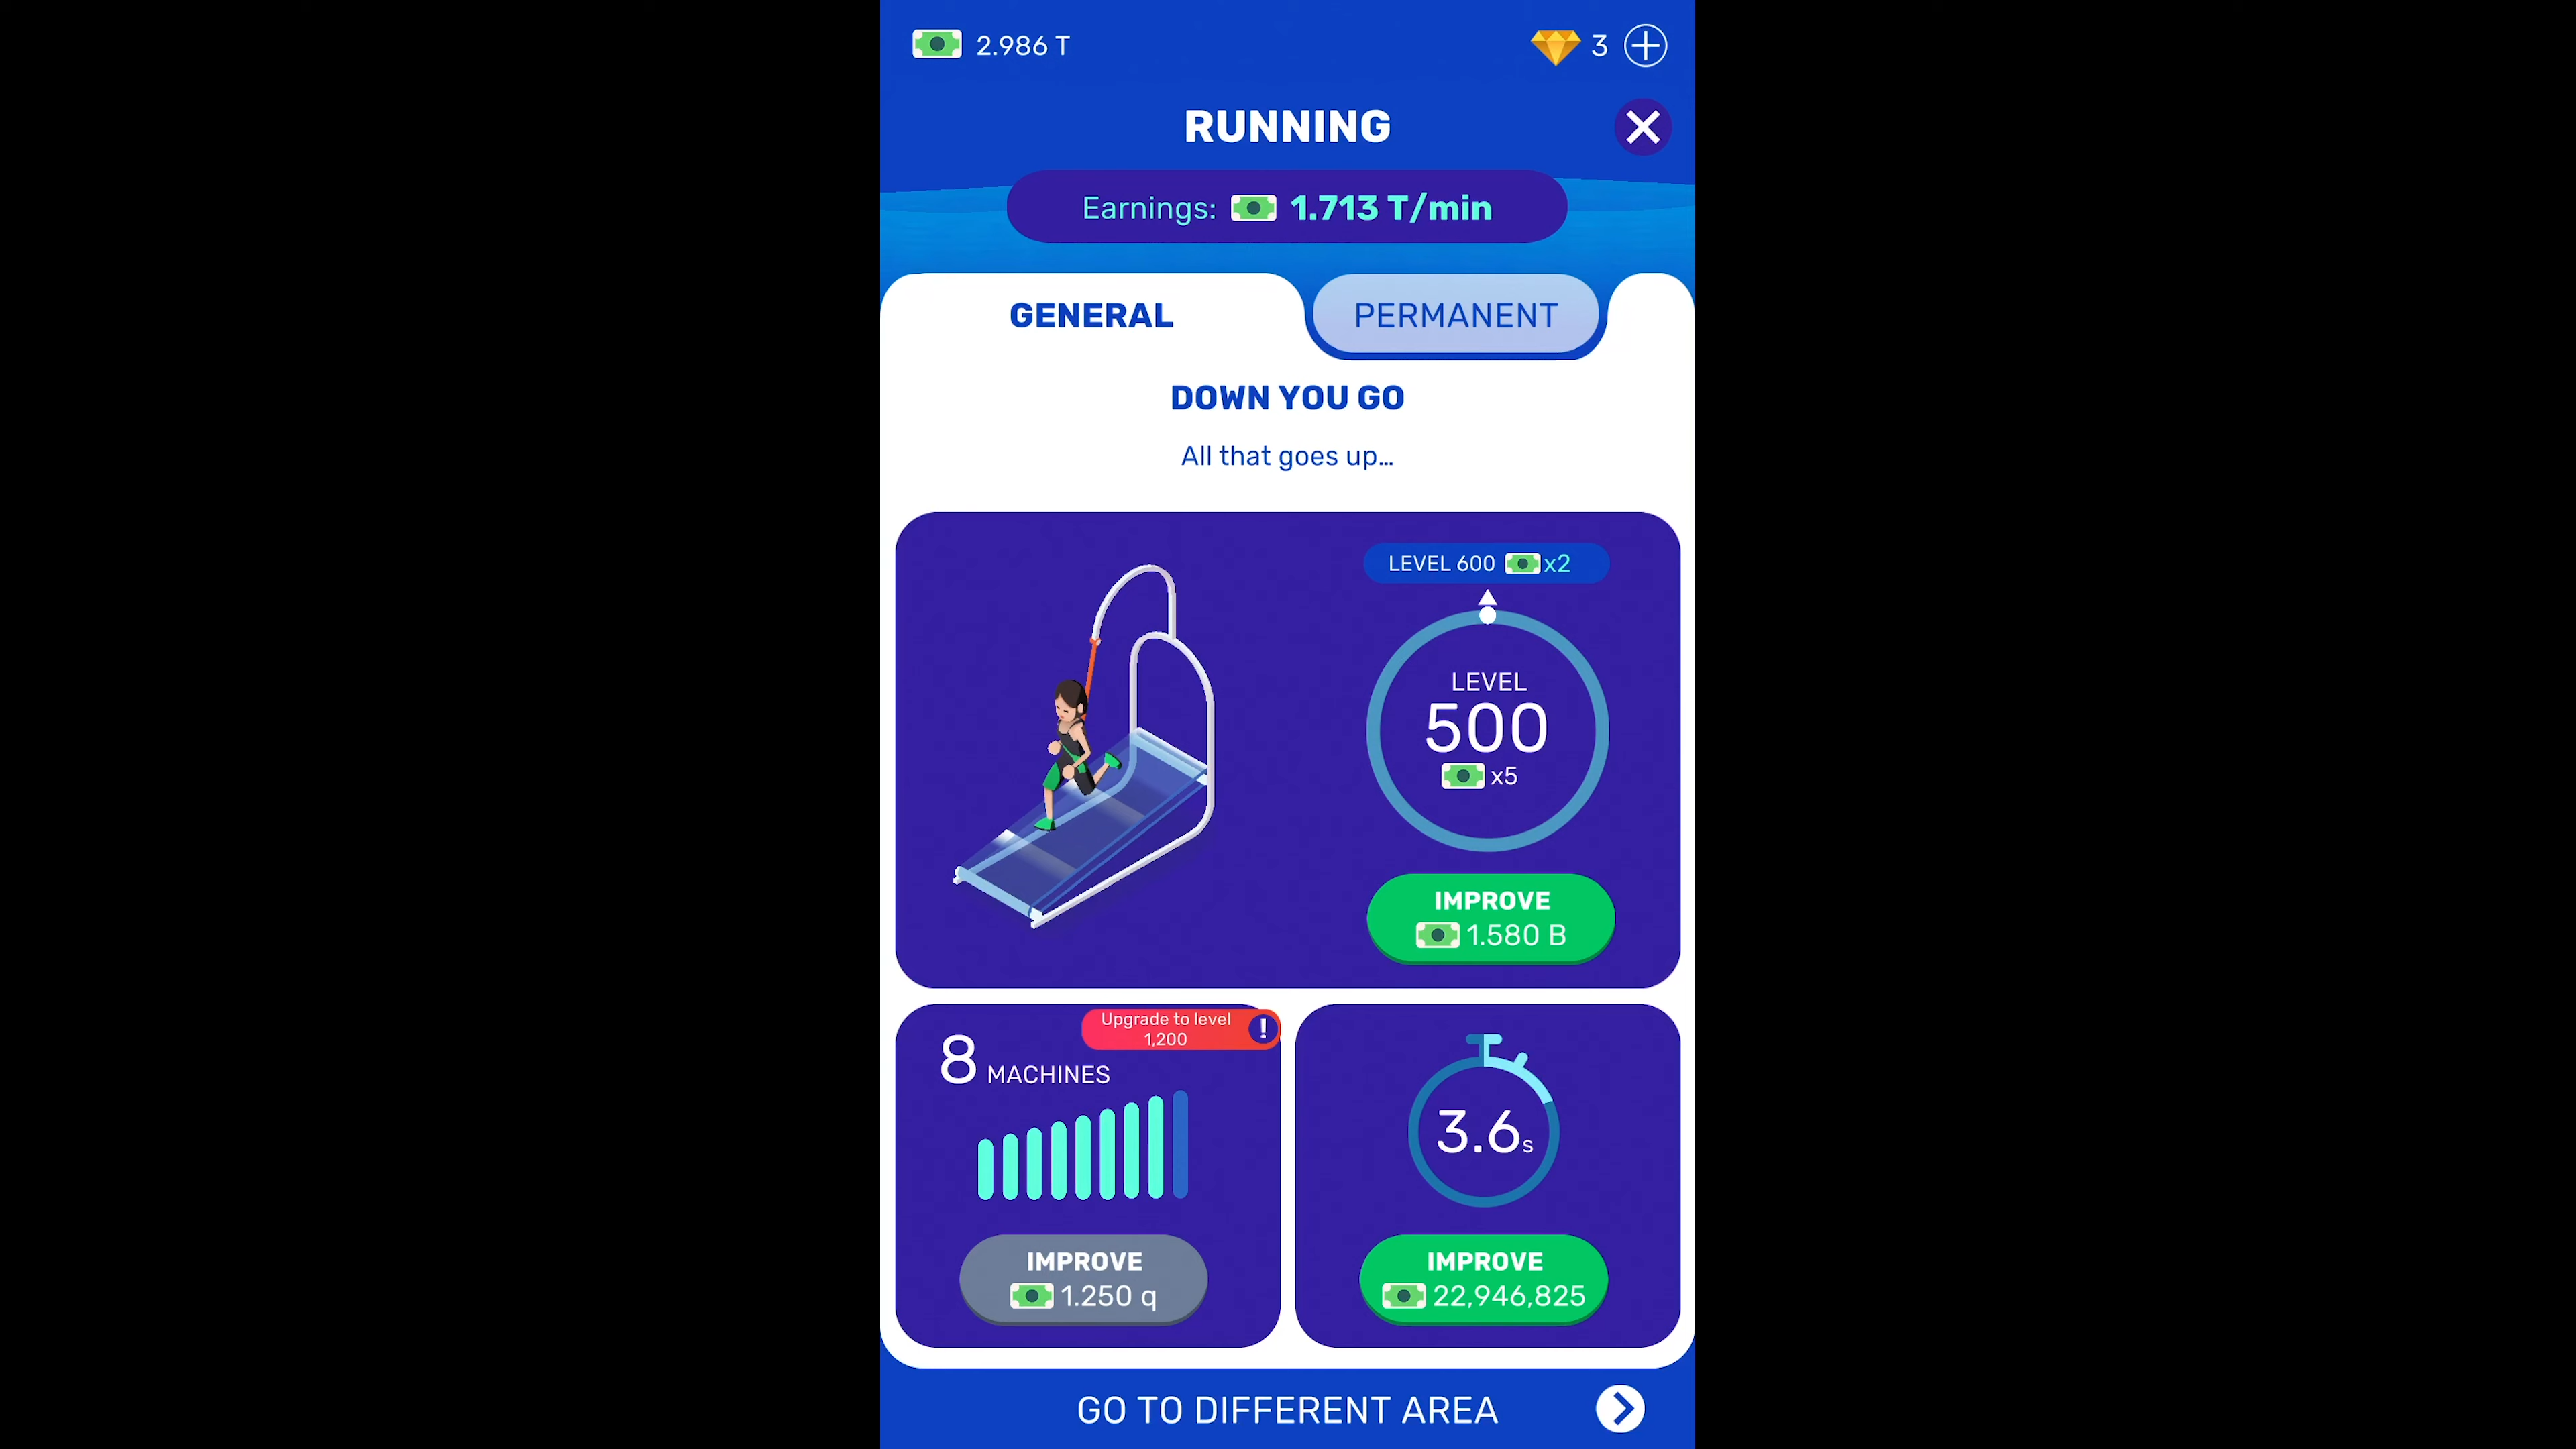 2.986 T
3
RUNNING
Earnings: 1.713 T/min
GENERAL
PERMANENT
DOWN YOU GO
All that goes up...
LEVEL 600 x2
LEVEL
500
x5
IMPROVE
1.580 B
Upgrade to level
1,200
!
8 MACHINES
IMPROVE
1.250 q
3.6s
IMPROVE
22,946,825
GO TO DIFFERENT AREA